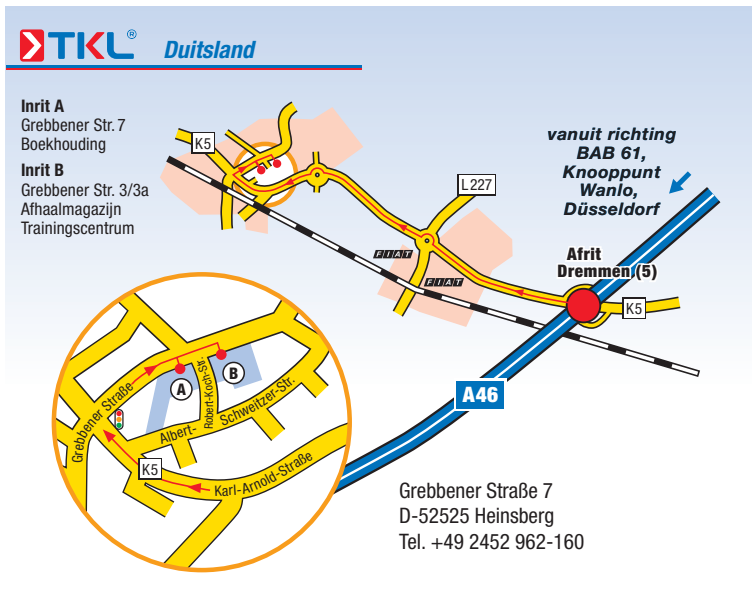 TKL®
Duitsland
Inrit A
Grebbener Str. 7
Boekhouding
Inrit B
Grebbener Str. 3/3a
Afhaalmagazijn
Trainingscentrum
K5
L 227
vanuit richting
BAB 61,
Knooppunt
Wanlo,
Düsseldorf
FIAT
FIAT
Afrit
Dremmen (5)
K5
A46
A
B
Grebbener Straße
Robert-Koch-Str.
Albert-Schweitzer-Str.
K5
Karl-Arnold-Straße
Grebbener Straße 7
D-52525 Heinsberg
Tel. +49 2452 962-160